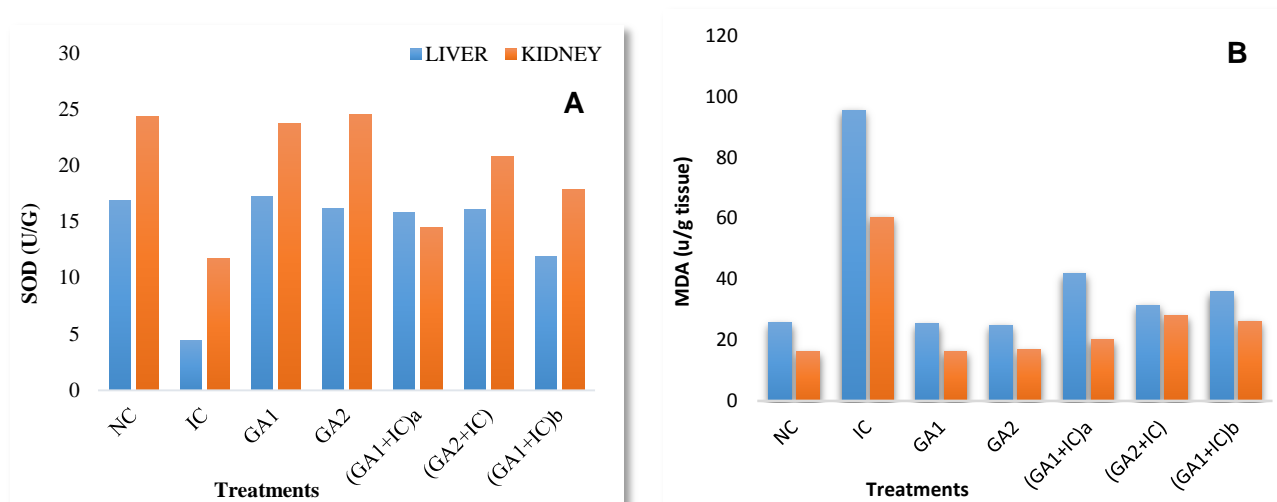 30
25
20
15
10
5
0
SOD (U/G)
LIVER KIDNEY
A
NC IC GA1 GA2 (GA1+IC)a (GA2+IC) (GA1+IC)b
Treatments
120
100
80
60
40
20
0
MDA (u/g tissue)
B
NC IC GA1 GA2 (GA1+IC)a (GA2+IC) (GA1+IC)b
Treatments